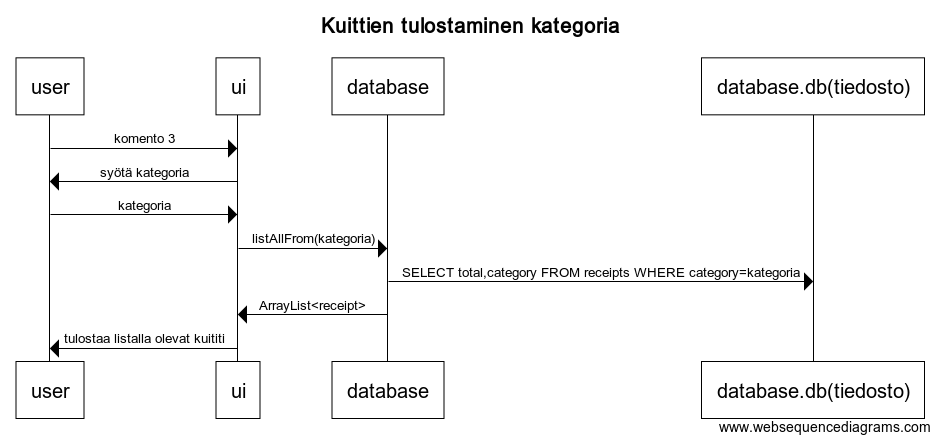 Kuittien tulostaminen kategoria
user
ui
database
database.db(tiedosto)
komento 3
syötä kategoria
kategoria
listAllFrom(kategoria)
SELECT total,category FROM receipts WHERE category=kategoria
ArrayList<receipt>
tulostaa listalla olevat kuititi
user
ui
database
database.db(tiedosto)
www.websequencediagrams.com